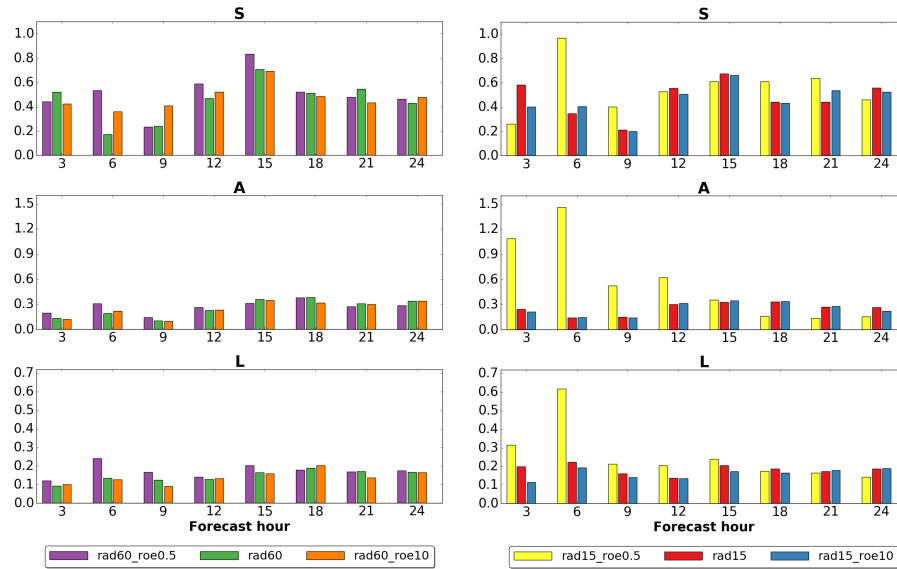 S
1.0
0.8
0.6
0.4
0.2
0.0
3 6 9 12 15 18 21 24
A
1.5
1.2
0.9
0.6
0.3
0.0
3 6 9 12 15 18 21 24
L
0.7
0.6
0.5
0.4
0.3
0.2
0.1
0.0
3 6 9 12 15 18 21 24
Forecast hour
rad60_roe0.5 rad60 rad60_roe10
S
1.0
0.8
0.6
0.4
0.2
0.0
3 6 9 12 15 18 21 24
A
1.5
1.2
0.9
0.6
0.3
0.0
3 6 9 12 15 18 21 24
L
0.7
0.6
0.5
0.4
0.3
0.2
0.1
0.0
3 6 9 12 15 18 21 24
Forecast hour
rad15_roe0.5 rad15 rad15_roe10